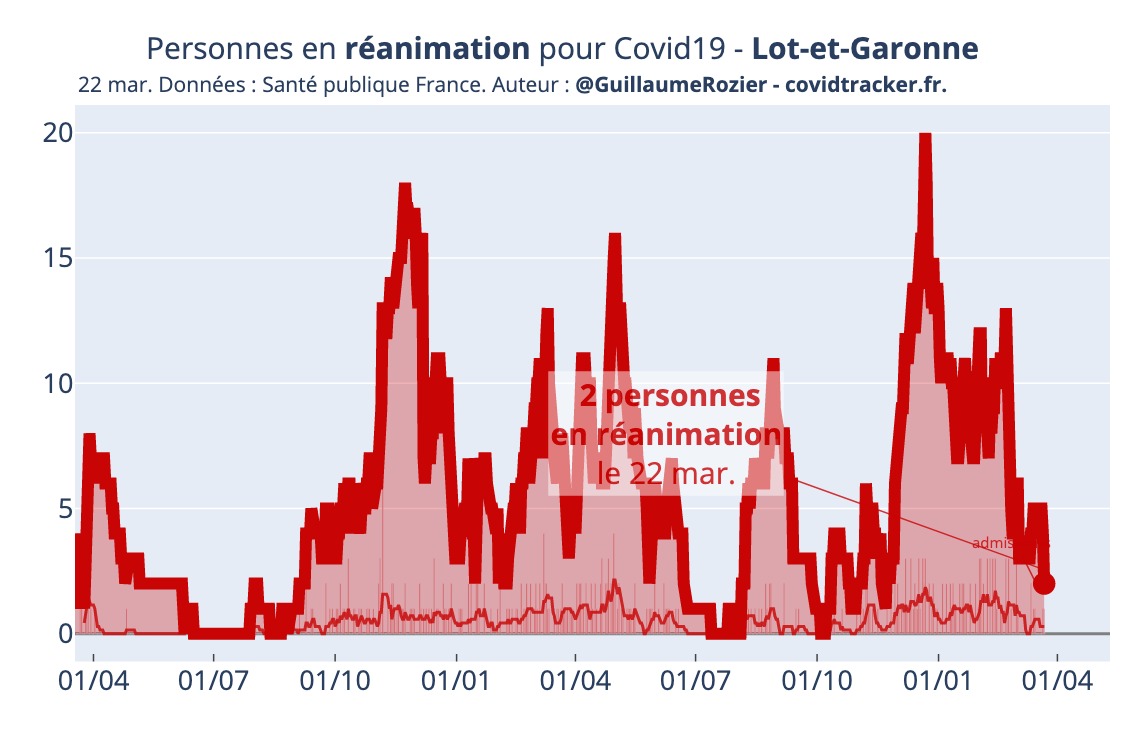 Personnes en réanimation pour Covid19 - Lot-et-Garonne
22 mar. Données : Santé publique France. Auteur : @GuillaumeRozier - covidtracker.fr.
20
15
10
5
0
2 personnes
en réanimation
le 22 mar.
01/04 01/07 01/10 01/01 01/04 01/07 01/10 01/01 01/04